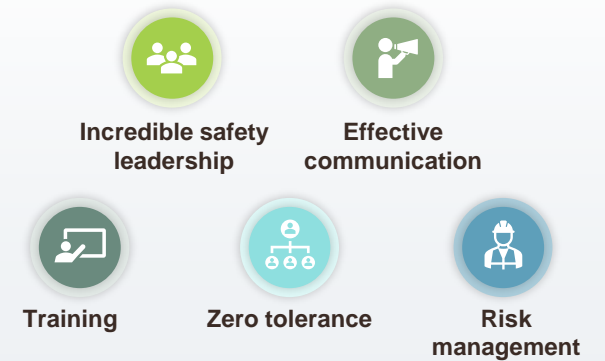 Incredible safety
leadership
Effective
communication
Training
Zero tolerance
Risk
management